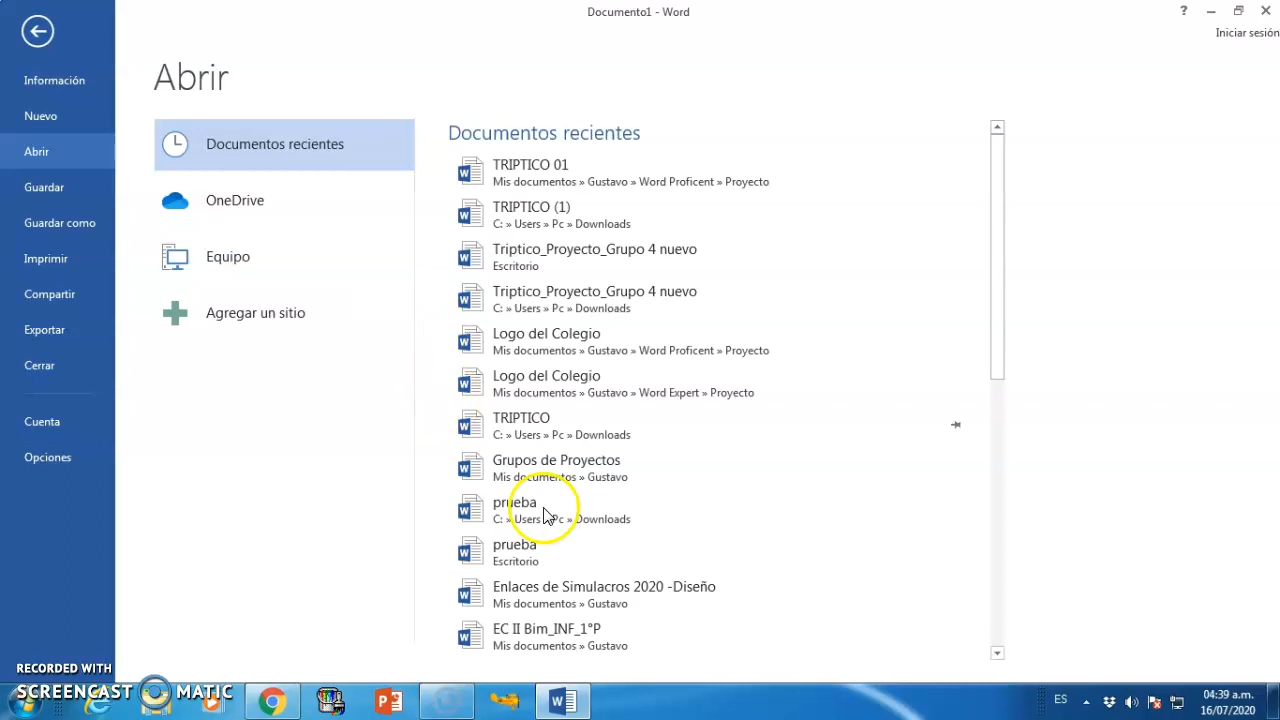 Documento1 - Word
?
Iniciar sesión
Información
Nuevo
Abrir
Guardar
Guardar como
Imprimir
Compartir
Exportar
Cerrar
Cuenta
Opciones
Abrir
Documentos recientes
OneDrive
Equipo
Agregar un sitio
Documentos recientes
TRIPTICO 01
Mis documentos » Gustavo » Word Proficent » Proyecto
TRIPTICO (1)
C: » Users » Pc » Downloads
Triptico_Proyecto_Grupo 4 nuevo
Escritorio
Triptico_Proyecto_Grupo 4 nuevo
C: » Users » Pc » Downloads
Logo del Colegio
Mis documentos » Gustavo » Word Proficent » Proyecto
Logo del Colegio
Mis documentos » Gustavo » Word Expert » Proyecto
TRIPTICO
C: » Users » Pc » Downloads
Grupos de Proyectos
Mis documentos » Gustavo
prueba
C: » Users » Pc » Downloads
prueba
Escritorio
Enlaces de Simulacros 2020 -Diseño
Mis documentos » Gustavo
EC II Bim_INF_1°P
Mis documentos » Gustavo
RECORDED WITH
SCREENCAST MATIC
ES
04:39 a.m.
16/07/2020